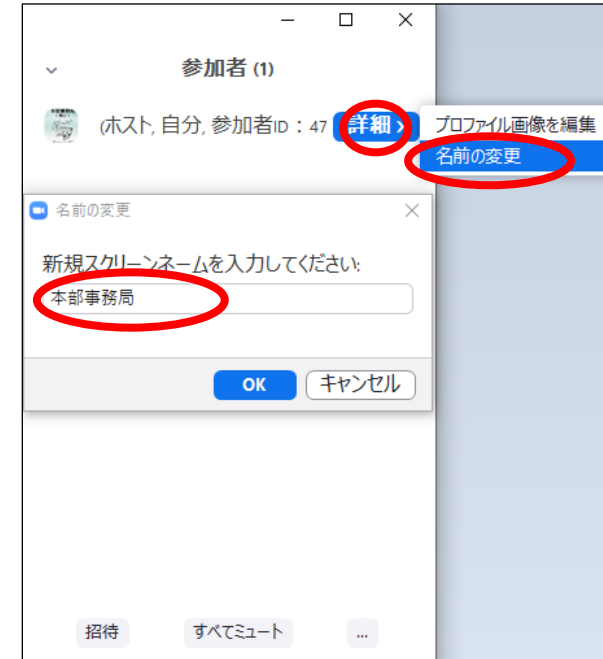 参加者 (1)
(ホスト, 自分, 参加者ID：47 詳細 >
プロファイル画像を編集
名前の変更
名前の変更
新規スクリーンネームを入力してください:
本部事務局
OK キャンセル
招待 すべてミュート ...